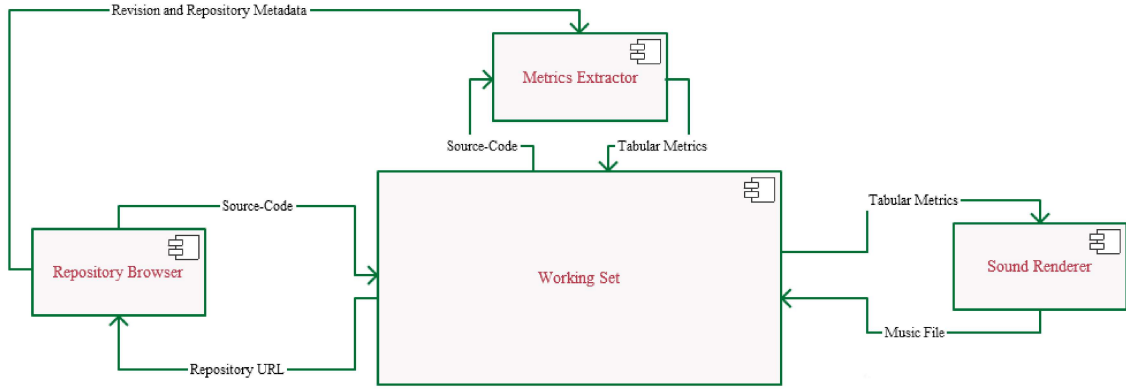 Revision and Repository Metadata
Metrics Extractor
Source-Code
Tabular Metrics
Source-Code
Tabular Metrics
Repository Browser
Working Set
Sound Renderer
Music File
Repository URL